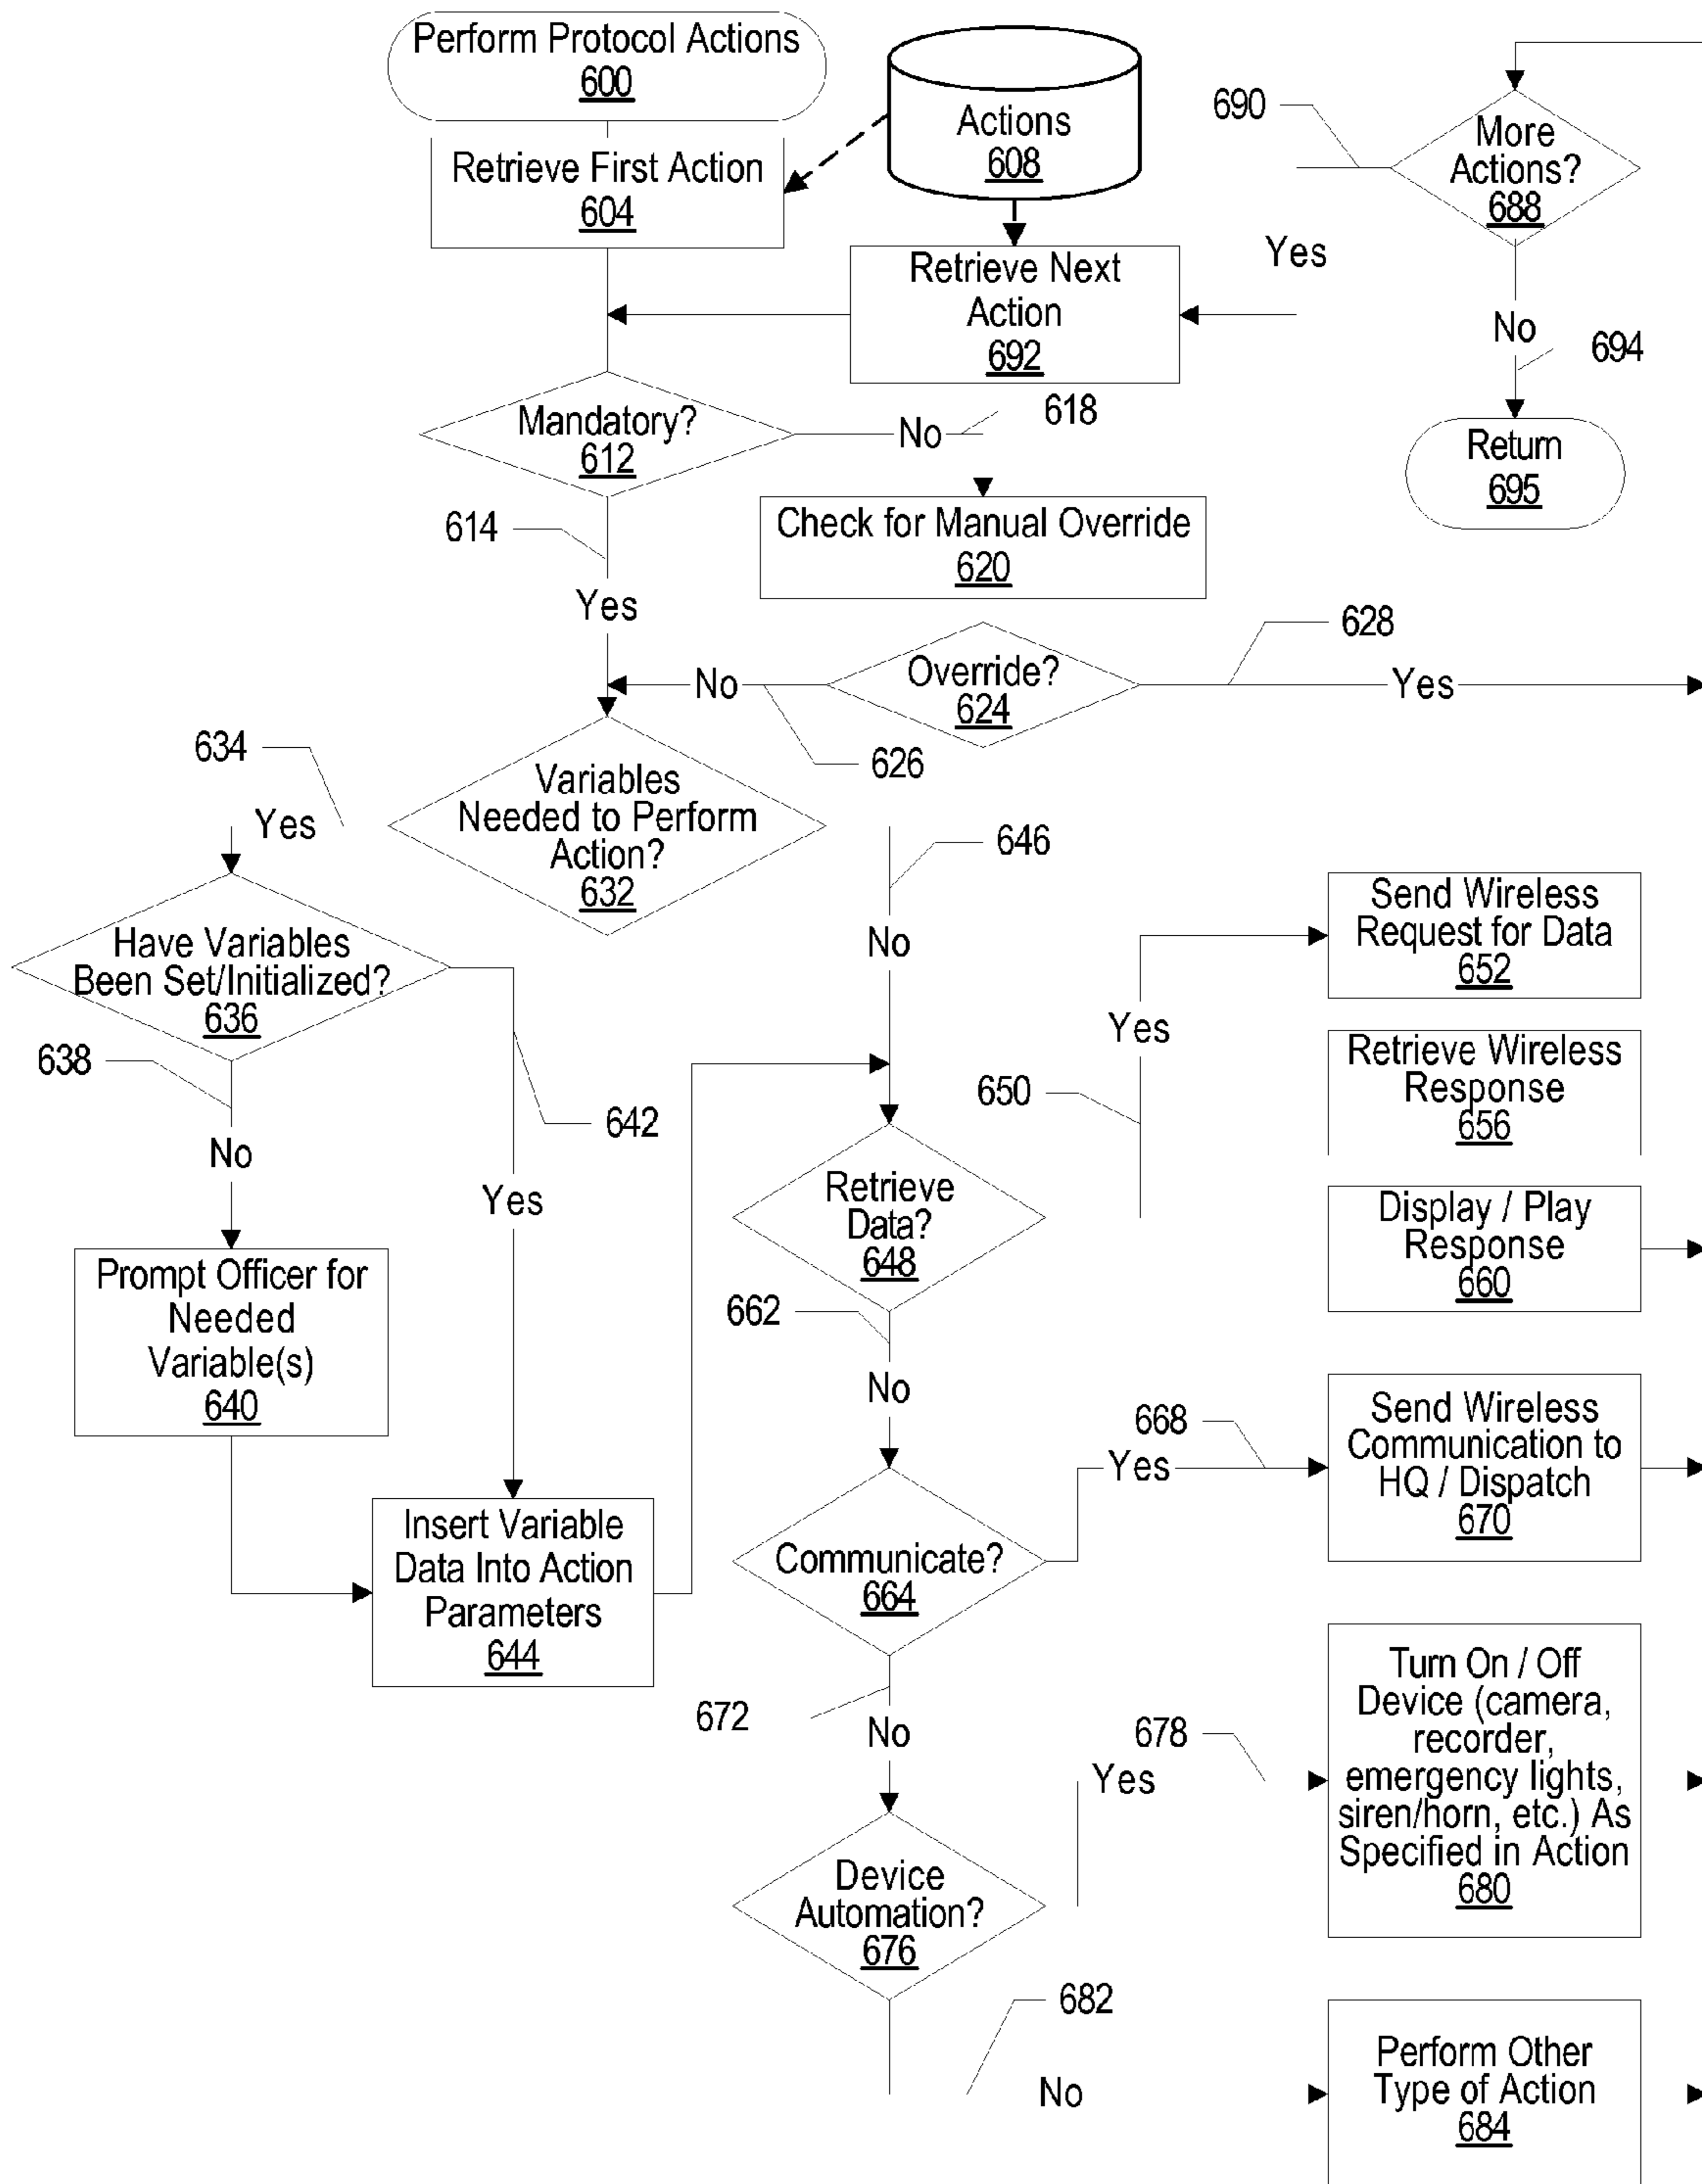 Perform Protocol Actions
600
Retrieve First Action
604
Actions
608
690
More
Actions?
688
Yes
Retrieve Next
Action
692
No
694
Return
695
Mandatory?
612
No
618
614
Yes
Check for Manual Override
620
Override?
624
No
626
628
Yes
634
Yes
Variables
Needed to Perform
Action?
632
646
No
Have Variables
Been Set/Initialized?
636
638
No
642
Yes
Prompt Officer for
Needed
Variable(s)
640
Insert Variable
Data Into Action
Parameters
644
Retrieve
Data?
648
650
Yes
Send Wireless
Request for Data
652
Retrieve Wireless
Response
656
Display / Play
Response
660
662
No
Communicate?
664
668
Yes
Send Wireless
Communication to
HQ / Dispatch
670
672
No
Device
Automation?
676
678
Yes
Turn On / Off
Device (camera,
recorder,
emergency lights,
siren/horn, etc.) As
Specified in Action
680
682
No
Perform Other
Type of Action
684